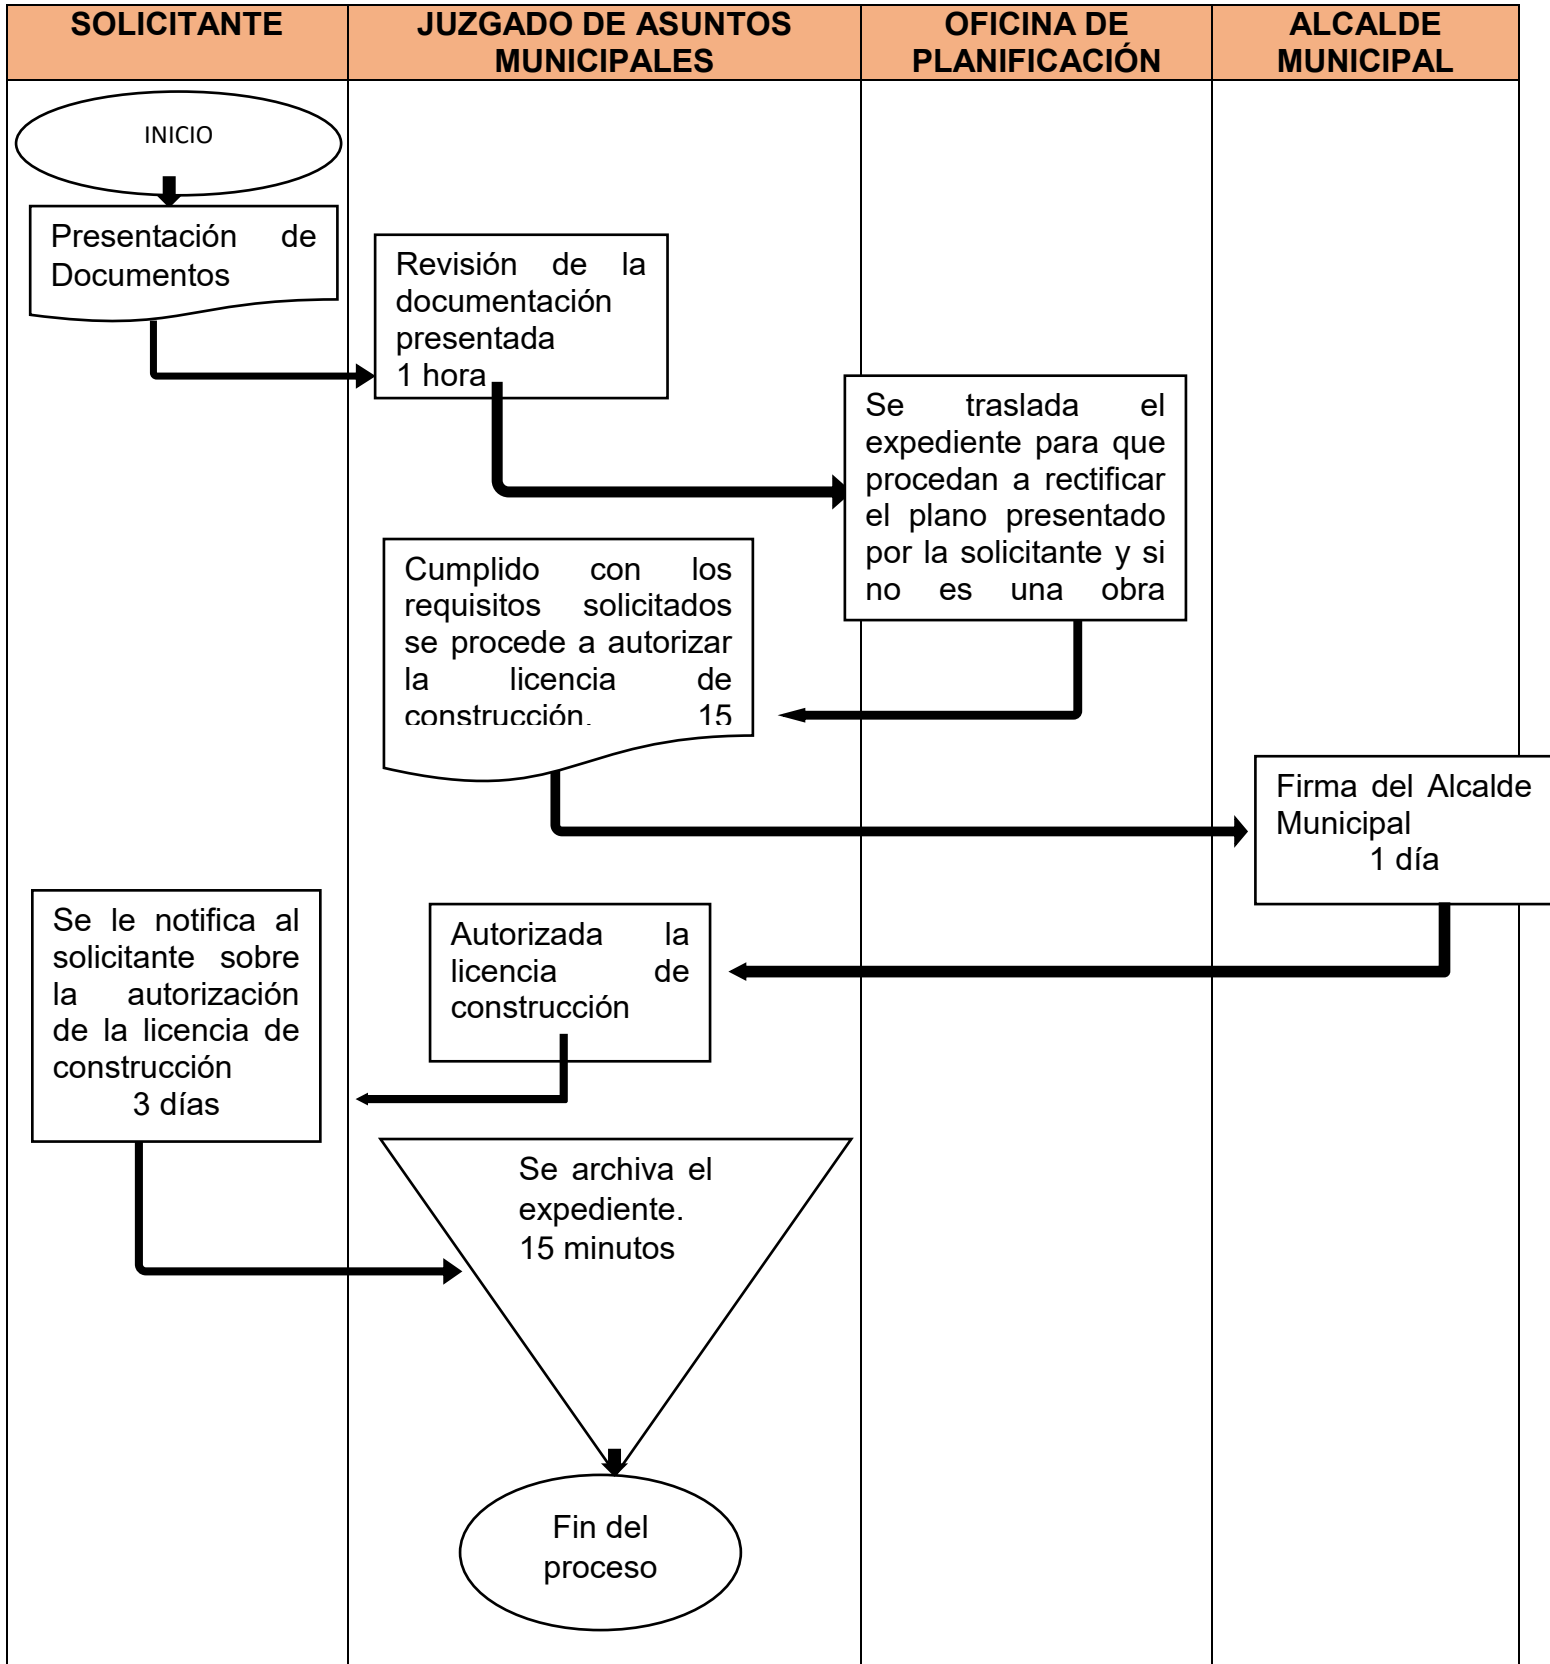 SOLICITANTE
JUZGADO DE ASUNTOS
MUNICIPALES
OFICINA DE
PLANIFICACIÓN
ALCALDE
MUNICIPAL
INICIO
Presentación de
Documentos
Revisión de la
documentación
presentada
1 hora
Se traslada el
expediente para que
procedan a rectificar
el plano presentado
por la solicitante y si
no es una obra
Cumplido con los
requisitos solicitados
se procede a autorizar
la licencia de
construcción. 15
Firma del Alcalde
Municipal
1 día
Autorizada la
licencia de
construcción
Se le notifica al
solicitante sobre
la autorización
de la licencia de
construcción
3 días
Se archiva el
expediente.
15 minutos
Fin del
proceso